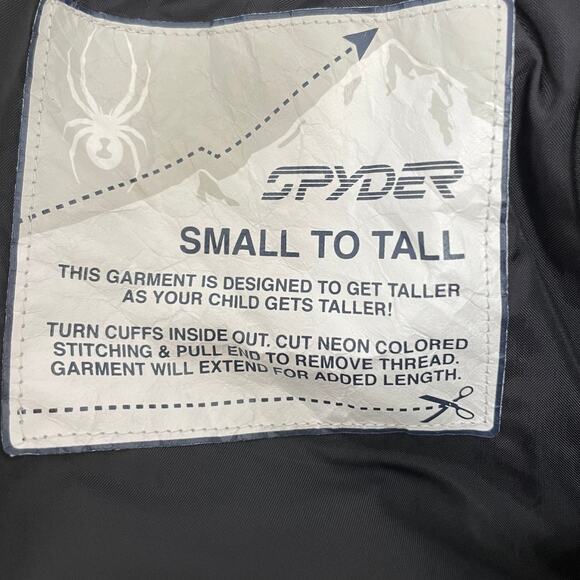 SPYDER
SMALL TO TALL
THIS GARMENT IS DESIGNED TO GET TALLER
AS YOUR CHILD GETS TALLER!
TURN CUFFS INSIDE OUT. CUT NEON COLORED
STITCHING & PULL END TO REMOVE THREAD.
GARMENT WILL EXTEND FOR ADDED LENGTH.